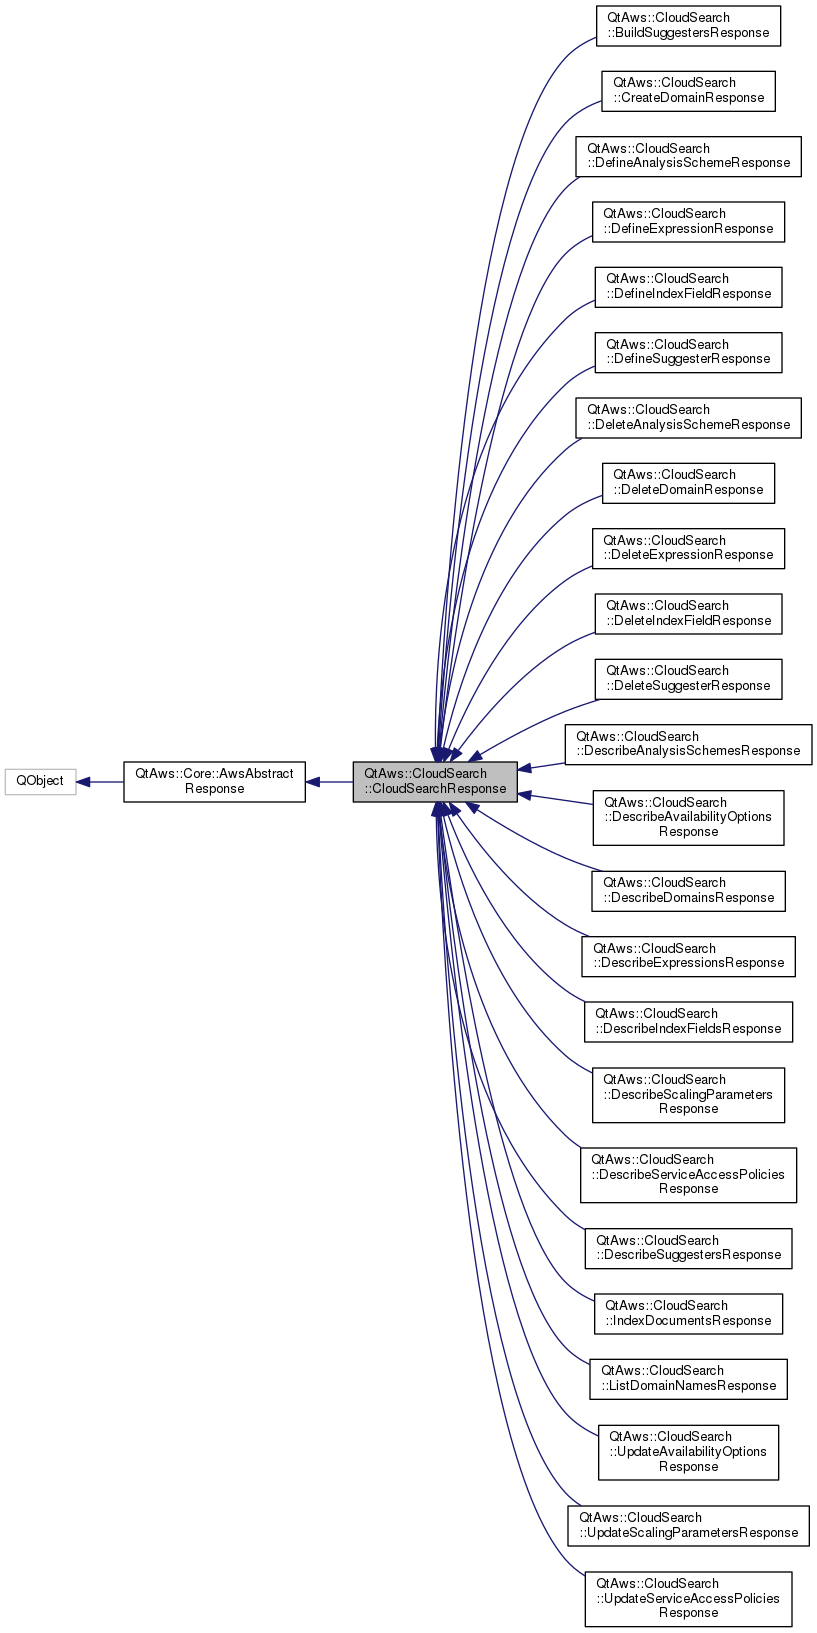 QObject
QtAws::Core::AwsAbstract
Response
QtAws::CloudSearch
::CloudSearchResponse
QtAws::CloudSearch
::BuildSuggestersResponse
QtAws::CloudSearch
::CreateDomainResponse
QtAws::CloudSearch
::DefineAnalysisSchemeResponse
QtAws::CloudSearch
::DefineExpressionResponse
QtAws::CloudSearch
::DefineIndexFieldResponse
QtAws::CloudSearch
::DefineSuggesterResponse
QtAws::CloudSearch
::DeleteAnalysisSchemeResponse
QtAws::CloudSearch
::DeleteDomainResponse
QtAws::CloudSearch
::DeleteExpressionResponse
QtAws::CloudSearch
::DeleteIndexFieldResponse
QtAws::CloudSearch
::DeleteSuggesterResponse
QtAws::CloudSearch
::DescribeAnalysisSchemesResponse
QtAws::CloudSearch
::DescribeAvailabilityOptions
Response
QtAws::CloudSearch
::DescribeDomainsResponse
QtAws::CloudSearch
::DescribeExpressionsResponse
QtAws::CloudSearch
::DescribeIndexFieldsResponse
QtAws::CloudSearch
::DescribeScalingParameters
Response
QtAws::CloudSearch
::DescribeServiceAccessPolicies
Response
QtAws::CloudSearch
::DescribeSuggestersResponse
QtAws::CloudSearch
::IndexDocumentsResponse
QtAws::CloudSearch
::ListDomainNamesResponse
QtAws::CloudSearch
::UpdateAvailabilityOptions
Response
QtAws::CloudSearch
::UpdateScalingParametersResponse
QtAws::CloudSearch
::UpdateServiceAccessPolicies
Response